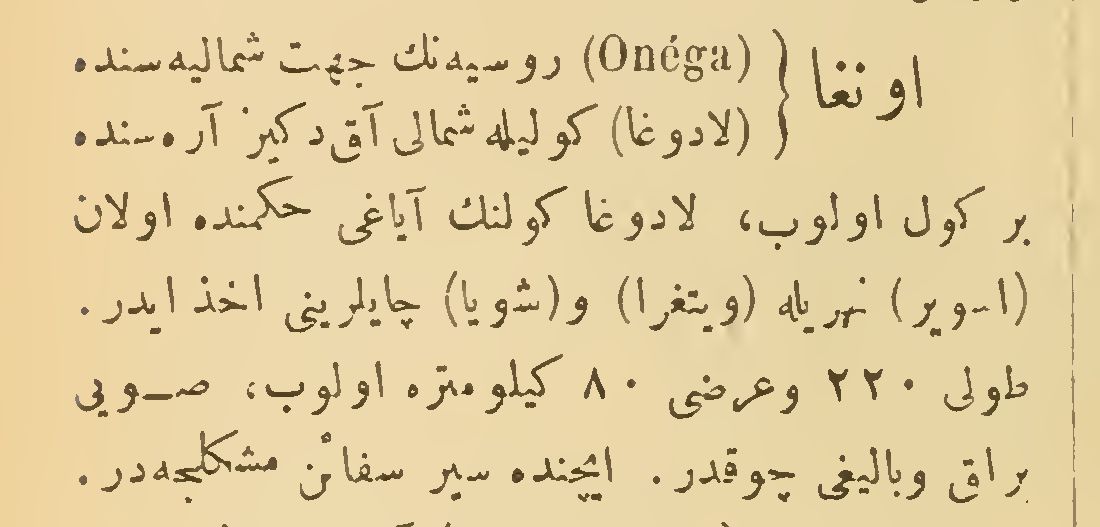 اونغا { (Onéga) روسیه‌نك جهت شمالیه‌سنده
(لادوغا) كولیله شمالی آق دكیز آره‌سنده
بر كول اولوب، لادوغا كولنك آیاغی حكمنده اولان
(اسویر) نهریله (ویتغرا) و (شویا) چایلرینی اخذ ایدر.
طولی ٢٢٠ وعرضی ٨٠ كیلومتره اولوب، صویی
براق وبالیغی چوقدر. ایچنده سیر سفائن مشكلجه‌در.